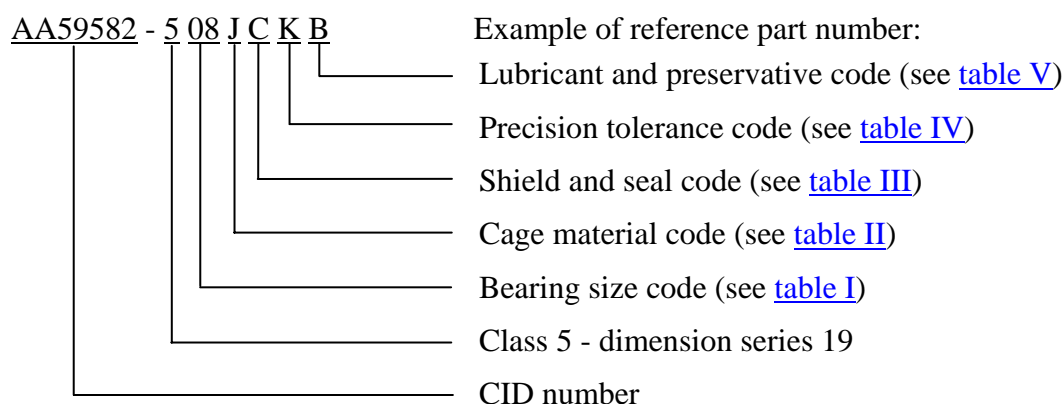 AA59582 - 5 08 J C K B Example of reference part number:
Lubricant and preservative code (see table V)
Precision tolerance code (see table IV)
Shield and seal code (see table III)
Cage material code (see table II)
Bearing size code (see table I)
Class 5 - dimension series 19
CID number